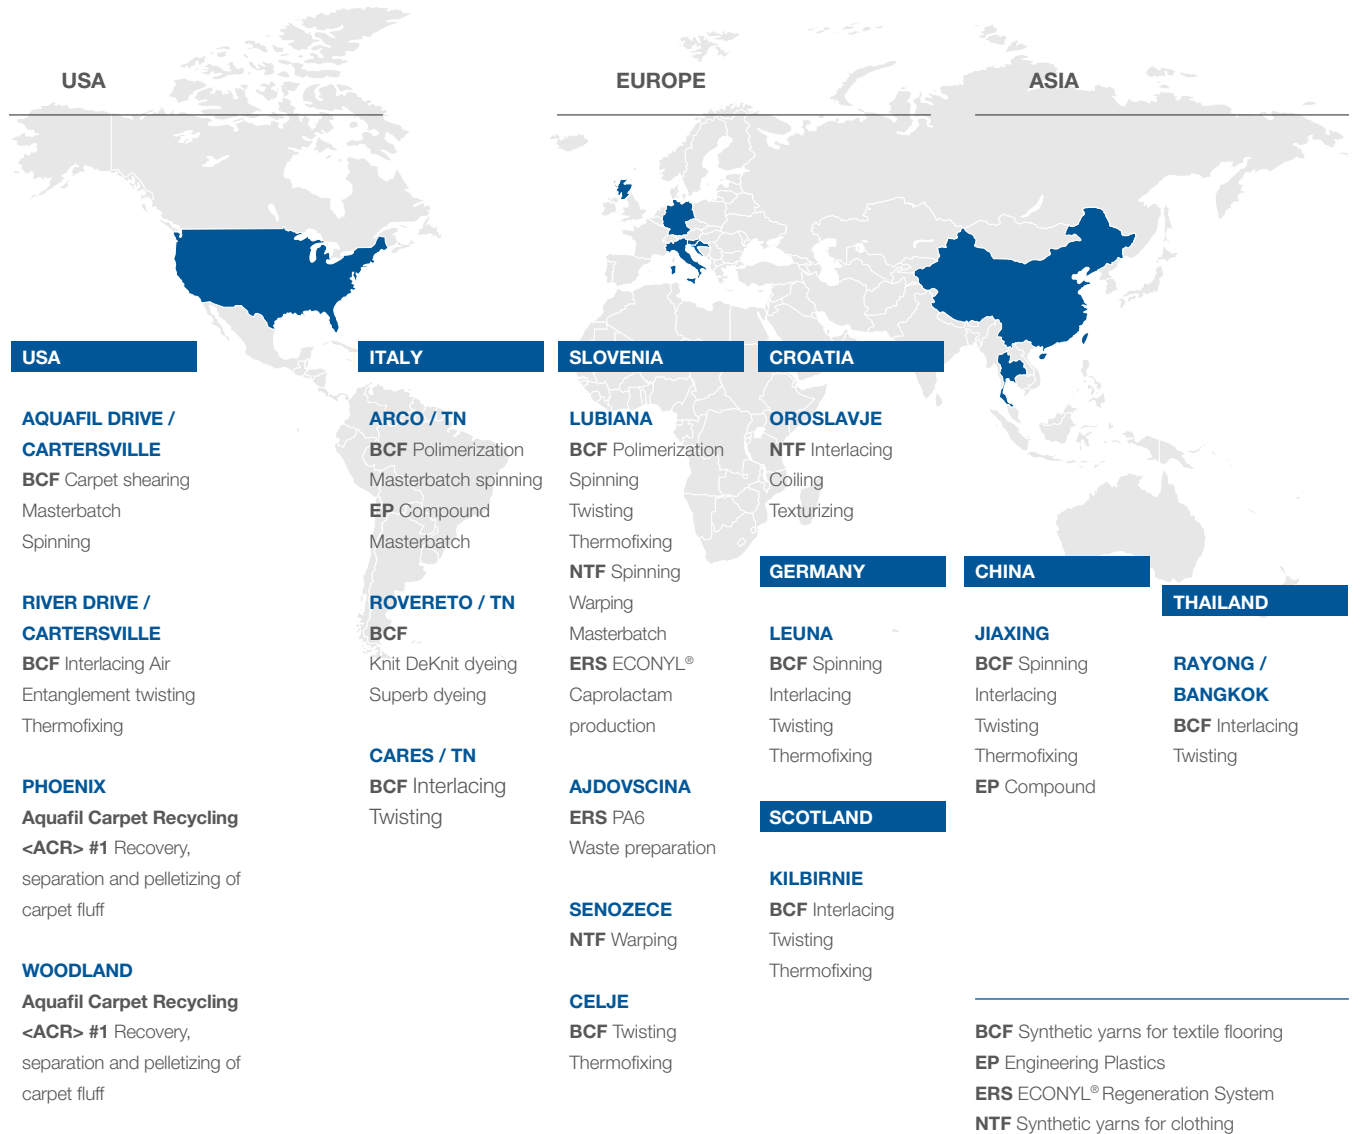 USA
EUROPE
ASIA
USA
AQUAFIL DRIVE /
CARTERSVILLE
BCF Carpet shearing
Masterbatch
Spinning
RIVER DRIVE /
CARTERSVILLE
BCF Interlacing Air
Entanglement twisting
Thermofixing
PHOENIX
Aquafil Carpet Recycling
<ACR> #1 Recovery,
separation and pelletizing of
carpet fluff
WOODLAND
Aquafil Carpet Recycling
<ACR> #1 Recovery,
separation and pelletizing of
carpet fluff
ITALY
ARCO / TN
BCF Polimerization
Masterbatch spinning
EP Compound
Masterbatch
ROVERETO / TN
BCF
Knit DeKnit dyeing
Superb dyeing
CARES / TN
BCF Interlacing
Twisting
SLOVENIA
LUBIANA
BCF Polimerization
Spinning
Twisting
Thermofixing
NTF Spinning
Warping
Masterbatch
ERS ECONYL®
Caprolactam
production
AJDOVSCINA
ERS PA6
Waste preparation
SENOZECE
NTF Warping
CELJE
BCF Twisting
Thermofixing
CROATIA
OROSLAVJE
NTF Interlacing
Coiling
Texturizing
GERMANY
LEUNA
BCF Spinning
Interlacing
Twisting
Thermofixing
SCOTLAND
KILBIRNIE
BCF Interlacing
Twisting
Thermofixing
CHINA
JIAXING
BCF Spinning
Interlacing
Twisting
Thermofixing
EP Compound
THAILAND
RAYONG /
BANGKOK
BCF Interlacing
Twisting
BCF Synthetic yarns for textile flooring
EP Engineering Plastics
ERS ECONYL® Regeneration System
NTF Synthetic yarns for clothing